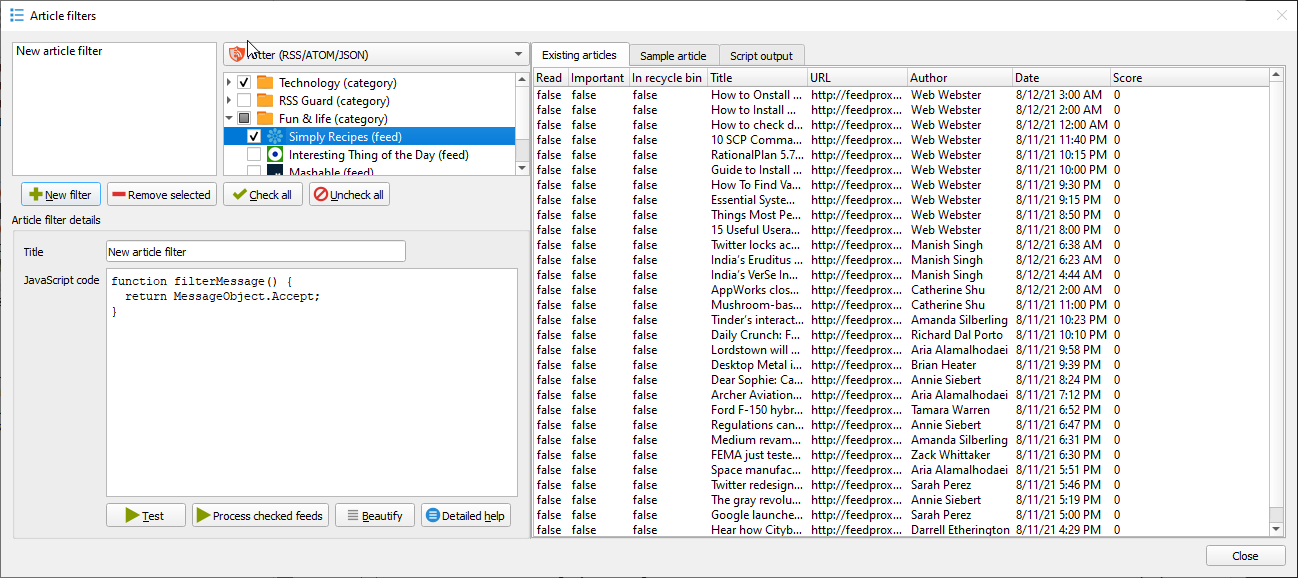 Article filters
New article filter
itter (RSS/ATOM/JSON)
Technology (category)
RSS Guard (category)
Fun & life (category)
Simply Recipes (feed)
Interesting Thing of the Day (feed)
Mashable (feed)
New filter
Remove selected
Check all
Uncheck all
Article filter details
Title
New article filter
JavaScript code
function filterMessage() {
return MessageObject.Accept;
}
Test
Process checked feeds
Beautify
Detailed help
Existing articles
Sample article
Script output
Read Important In recycle bin Title URL Author Date Score
false false false How to Onstall ... http://feedprox... Web Webster 8/12/21 3:00 AM 0
false false false How to Install ... http://feedprox... Web Webster 8/12/21 2:00 AM 0
false false false How to check d... http://feedprox... Web Webster 8/12/21 12:00 AM 0
false false false 10 SCP Comma... http://feedprox... Web Webster 8/11/21 11:40 PM 0
false false false RationalPlan 5.7... http://feedprox... Web Webster 8/11/21 10:15 PM 0
false false false Guide to Install ... http://feedprox... Web Webster 8/11/21 10:00 PM 0
false false false How To Find Va... http://feedprox... Web Webster 8/11/21 9:30 PM 0
false false false Essential Syste... http://feedprox... Web Webster 8/11/21 9:15 PM 0
false false false Things Most Pe... http://feedprox... Web Webster 8/11/21 8:50 PM 0
false false false 15 Useful Usera... http://feedprox... Web Webster 8/11/21 8:00 PM 0
false false false Twitter locks ac... http://feedprox... Manish Singh 8/12/21 6:38 AM 0
false false false India's Eruditus ... http://feedprox... Manish Singh 8/12/21 6:23 AM 0
false false false India's VerSe In... http://feedprox... Manish Singh 8/12/21 4:44 AM 0
false false false AppWorks clos... http://feedprox... Catherine Shu 8/12/21 2:00 AM 0
false false false Mushroom-bas... http://feedprox... Catherine Shu 8/11/21 11:00 PM 0
false false false Tinder's interact... http://feedprox... Amanda Silberling 8/11/21 10:23 PM 0
false false false Daily Crunch: F... http://feedprox... Richard Dal Porto 8/11/21 10:10 PM 0
false false false Lordstown will ... http://feedprox... Aria Alamalhodaei 8/11/21 9:58 PM 0
false false false Desktop Metal i... http://feedprox... Brian Heater 8/11/21 9:39 PM 0
false false false Dear Sophie: Ca... http://feedprox... Annie Siebert 8/11/21 8:24 PM 0
false false false Archer Aviation... http://feedprox... Aria Alamalhodaei 8/11/21 7:12 PM 0
false false false Ford F-150 hybr... http://feedprox... Tamara Warren 8/11/21 6:52 PM 0
false false false Regulations can... http://feedprox... Annie Siebert 8/11/21 6:47 PM 0
false false false Medium revam... http://feedprox... Amanda Silberling 8/11/21 6:31 PM 0
false false false FEMA just teste... http://feedprox... Zack Whittaker 8/11/21 6:30 PM 0
false false false Space manufac... http://feedprox... Aria Alamalhodaei 8/11/21 5:51 PM 0
false false false Twitter redesign... http://feedprox... Sarah Perez 8/11/21 5:46 PM 0
false false false The gray revolu... http://feedprox... Annie Siebert 8/11/21 5:19 PM 0
false false false Google launche... http://feedprox... Sarah Perez 8/11/21 5:00 PM 0
false false false Hear how Cityb... http://feedprox... Darrell Etherington 8/11/21 4:29 PM 0
Close